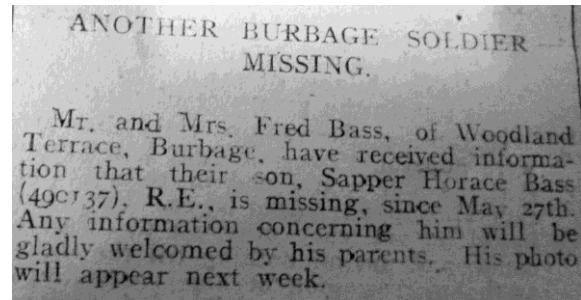 ANOTHER BURBAGE SOLDIER
MISSING.
Mr. and Mrs. Fred Bass, of Woodland
Terrace, Burbage, have received informa-
tion that their son, Sapper Horace Bass
R.E., is missing, since May 27th.
Any information concerning him will be
gladly welcomed by his parents. His photo
will appear next week.